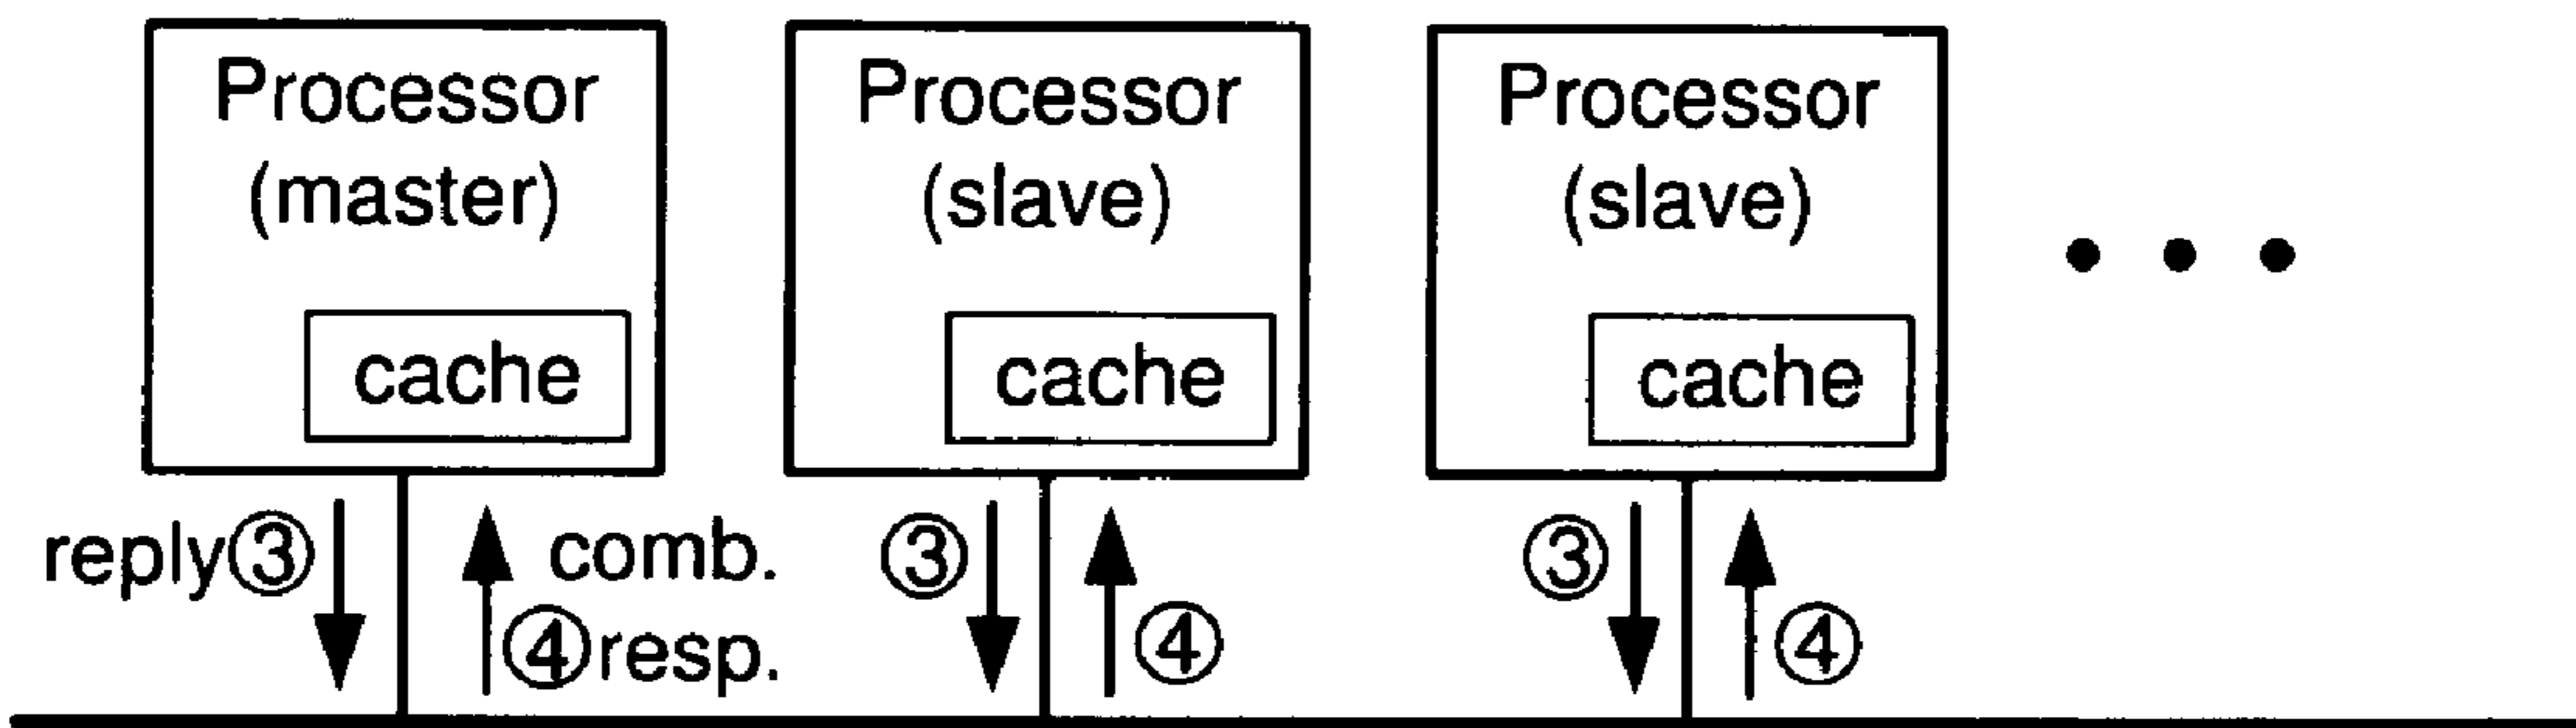 Processor
(master)
cache
Processor
(slave)
cache
Processor
(slave)
cache
• • •
reply③
comb.
④resp.
③
④
③
④